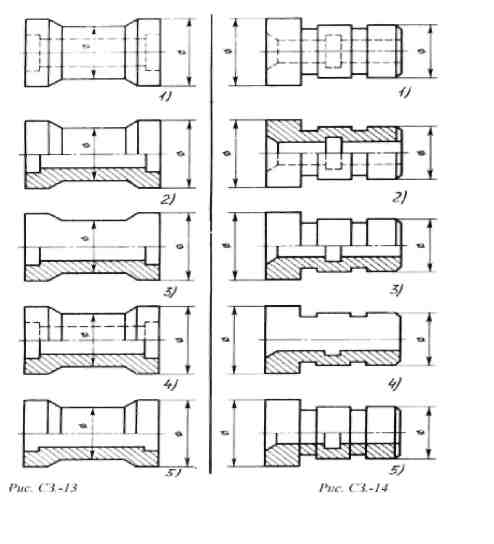 ø ø ø ø
1) 1)
ø ø ø ø
2) 2)
ø ø ø
3) 3)
ø ø ø ø
4) 4)
ø ø ø ø
5) 5)
Рис. СЗ.-13 Рис. СЗ.-14